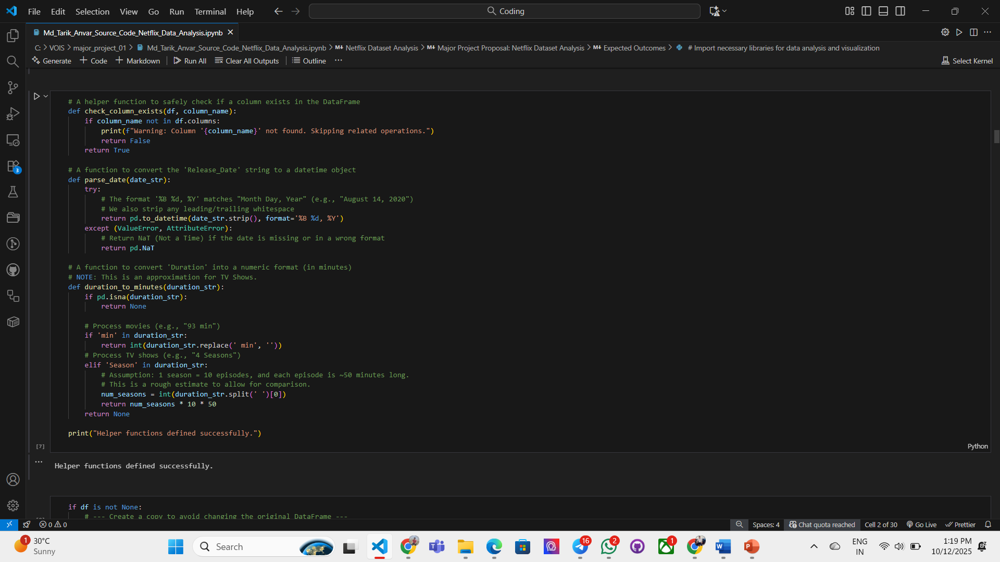 File Edit Selection View Go Run Terminal Help
Coding
Md_Tarik_Anvar_Source_Code_Netflix_Data_Analysis.ipynb
C: > VOIS > major_project_01 > Md_Tarik_Anvar_Source_Code_Netflix_Data_Analysis.ipynb > M↓ Netflix Dataset Analysis > M↓ Major Project Proposal: Netflix Dataset Analysis > M↓ Expected Outcomes > # Import necessary libraries for data analysis and visualization
Generate + Code + Markdown Run All Clear All Outputs Outline ...
Select Kernel
# A helper function to safely check if a column exists in the DataFrame
def check_column_exists(df, column_name):
    if column_name not in df.columns:
        print(f"Warning: Column '{column_name}' not found. Skipping related operations.")
        return False
    return True
# A function to convert the 'Release_Date' string to a datetime object
def parse_date(date_str):
    try:
        # The format '%B %d, %Y' matches "Month Day, Year" (e.g., "August 14, 2020")
        # We also strip any leading/trailing whitespace
        return pd.to_datetime(date_str.strip(), format='%B %d, %Y')
    except (ValueError, AttributeError):
        # Return NaT (Not a Time) if the date is missing or in a wrong format
        return pd.NaT
# A function to convert 'Duration' into a numeric format (in minutes)
# NOTE: This is an approximation for TV Shows.
def duration_to_minutes(duration_str):
    if pd.isna(duration_str):
        return None
    # Process movies (e.g., "93 min")
    if 'min' in duration_str:
        return int(duration_str.replace(' min', ''))
    # Process TV shows (e.g., "4 Seasons")
    elif 'Season' in duration_str:
        # Assumption: 1 season = 10 episodes, and each episode is ~50 minutes long.
        # This is a rough estimate to allow for comparison.
        num_seasons = int(duration_str.split(' ')[0])
        return num_seasons * 10 * 50
    return None
print("Helper functions defined successfully.")
[7]
Python
Helper functions defined successfully.
if df is not None:
    # --- Create a copy to avoid changing the original DataFrame ---
3
0 0
Spaces: 4 Chat quota reached Cell 2 of 30 Go Live Prettier
1
30°C
Sunny
Search
16
2
1
ENG
IN
1:19 PM
10/12/2025